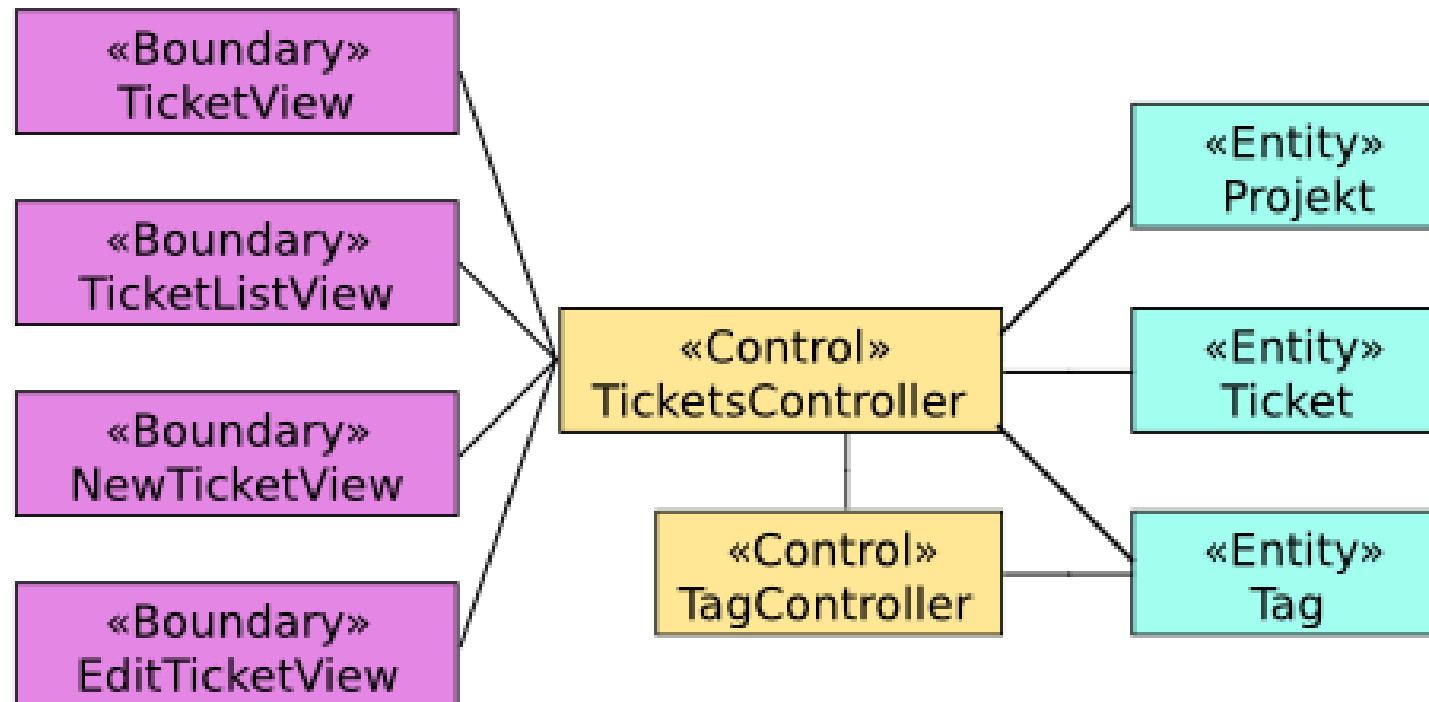 «Boundary»
TicketView
«Boundary»
TicketListView
«Boundary»
NewTicketView
«Boundary»
EditTicketView
«Control»
TicketsController
«Control»
TagController
«Entity»
Projekt
«Entity»
Ticket
«Entity»
Tag